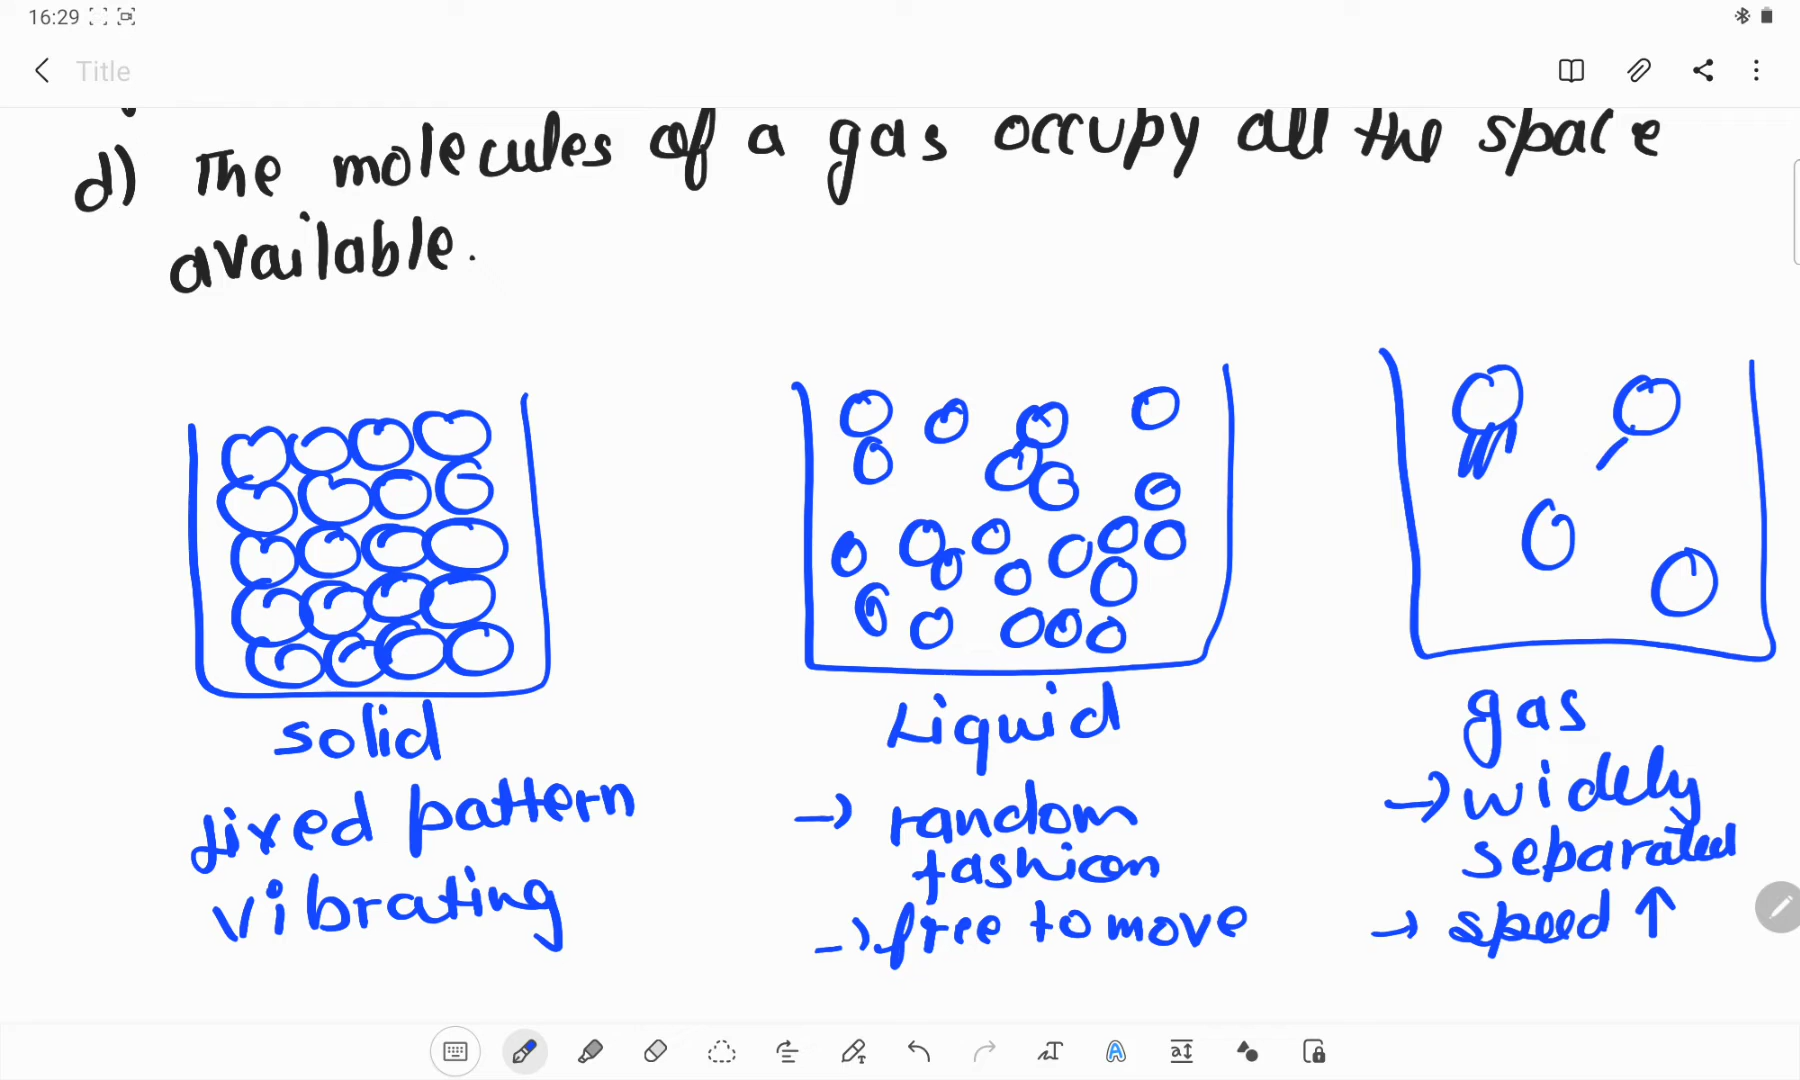 16:29
Title
d) The molecules of a gas occupy all the space
available.
solid
fixed pattern
vibrating
Liquid
→ random
fashion
→ free to move
gas
→ widely
separated
→ speed ↑